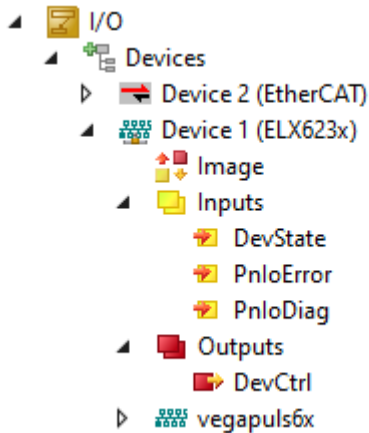 I/O
Devices
Device 2 (EtherCAT)
Device 1 (ELX623x)
Image
Inputs
DevState
PnIoError
PnIoDiag
Outputs
DevCtrl
vegapuls6x